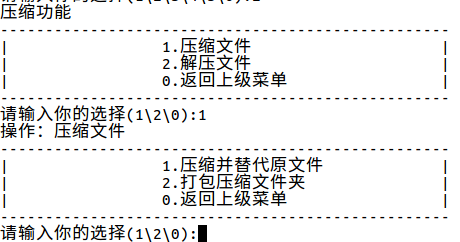 压缩功能
--------------------------------------------------
| 1.压缩文件 |
| 2.解压文件 |
| 0.返回上级菜单 |
--------------------------------------------------
请输入你的选择(1\2\0):1
操作: 压缩文件
--------------------------------------------------
| 1.压缩并替代原文件 |
| 2.打包压缩文件夹 |
| 0.返回上级菜单 |
--------------------------------------------------
请输入你的选择(1\2\0):